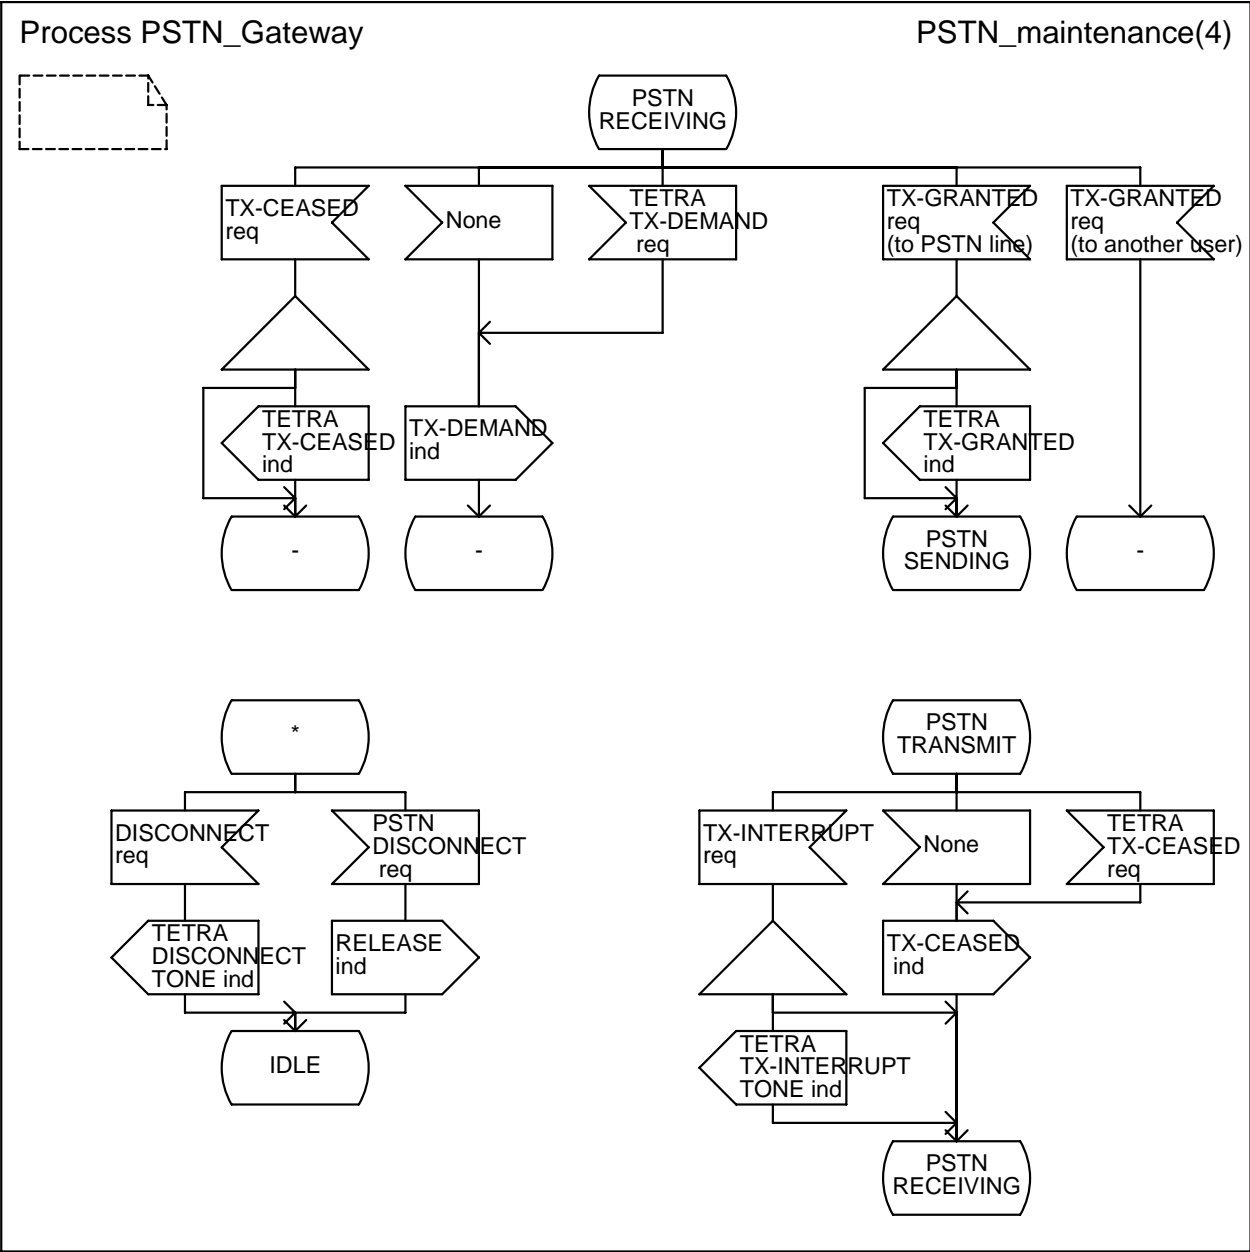 Process PSTN_Gateway
PSTN_maintenance(4)
PSTN
RECEIVING
TX-CEASED
req
None
TETRA
TX-DEMAND
req
TX-GRANTED
req
(to PSTN line)
TX-GRANTED
req
(to another user)
TETRA
TX-CEASED
ind
TX-DEMAND
ind
TETRA
TX-GRANTED
ind
-
-
PSTN
SENDING
-
*
PSTN
TRANSMIT
DISCONNECT
req
PSTN
DISCONNECT
req
TX-INTERRUPT
req
None
TETRA
TX-CEASED
req
TETRA
DISCONNECT
TONE ind
RELEASE
ind
TX-CEASED
ind
IDLE
TETRA
TX-INTERRUPT
TONE ind
PSTN
RECEIVING